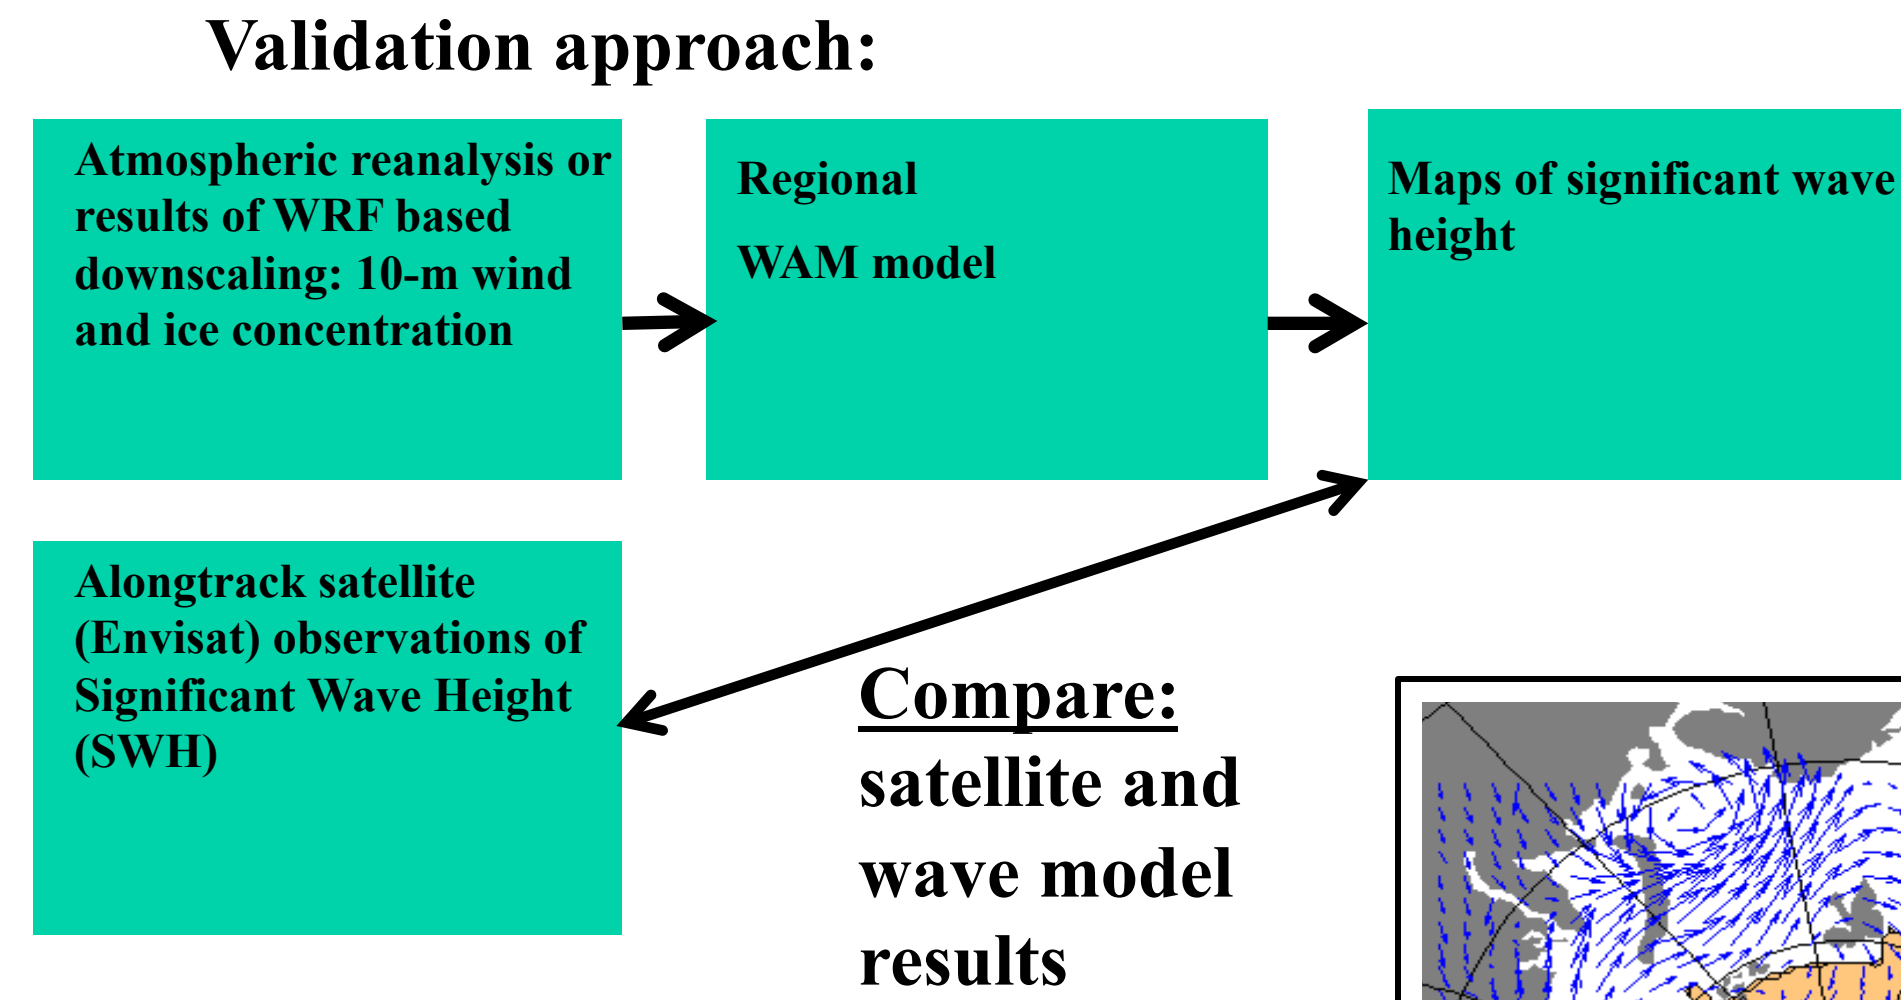 Validation approach:
Atmospheric reanalysis or
results of WRF based
downscaling: 10-m wind
and ice concentration
Regional
WAM model
Maps of significant wave
height
Alongtrack satellite
(Envisat) observations of
Significant Wave Height
(SWH)
Compare:
satellite and
wave model
results